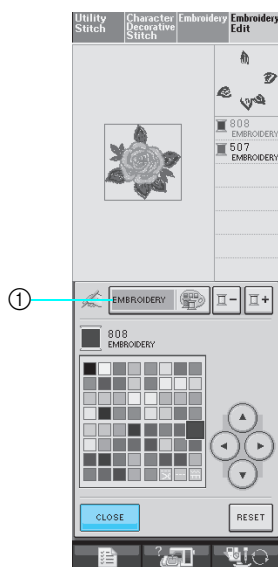 Utility
Stitch
Character
Decorative
Stitch
Embroidery
Embroidery
Edit
808
EMBROIDERY
507
EMBROIDERY
1
EMBROIDERY
-
+
808
EMBROIDERY
CLOSE
RESET
?